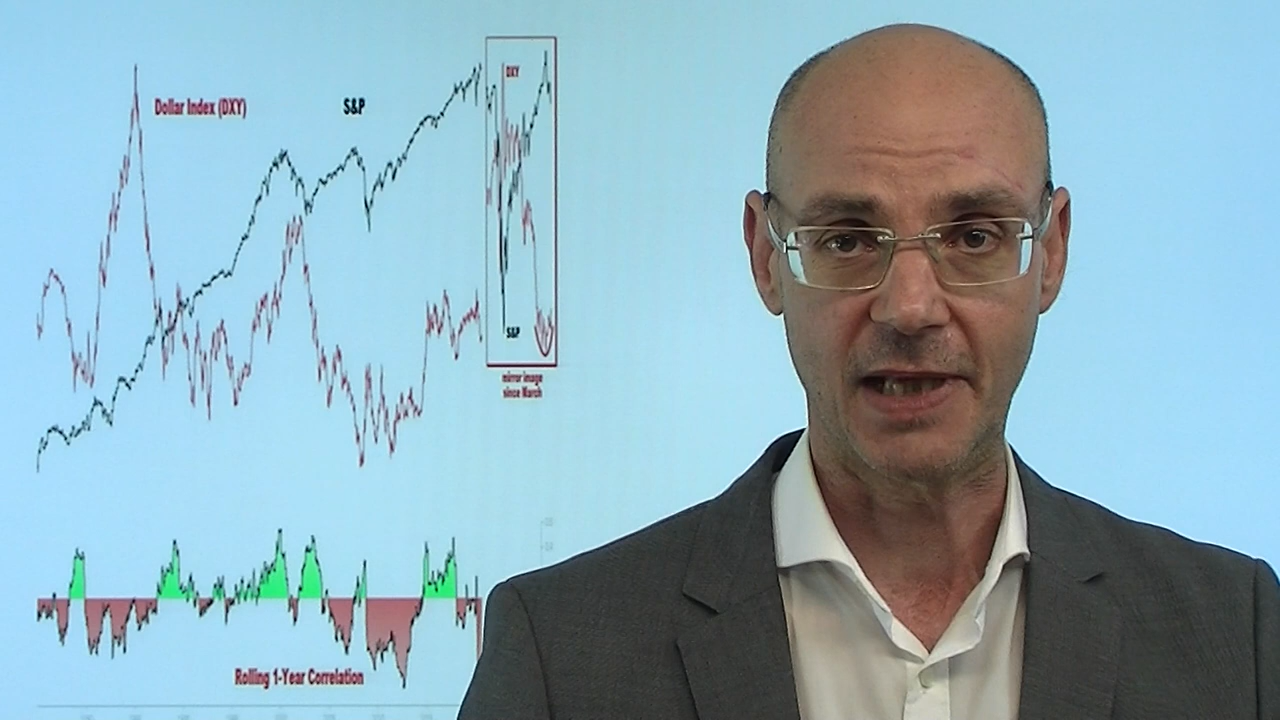 Dollar Index (DXY)
S&P
DXY
S&P
mirror image
since March
Rolling 1-Year Correlation